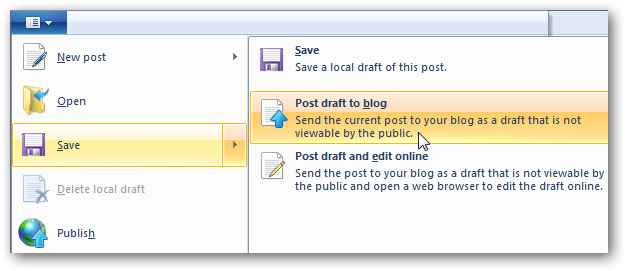 New post
Open
Save
Delete local draft
Publish
Save
Save a local draft of this post.
Post draft to blog
Send the current post to your blog as a draft that is not
viewable by the public.
Post draft and edit online
Send the post to your blog as a draft that is not viewable by
the public and open a web browser to edit the draft online.